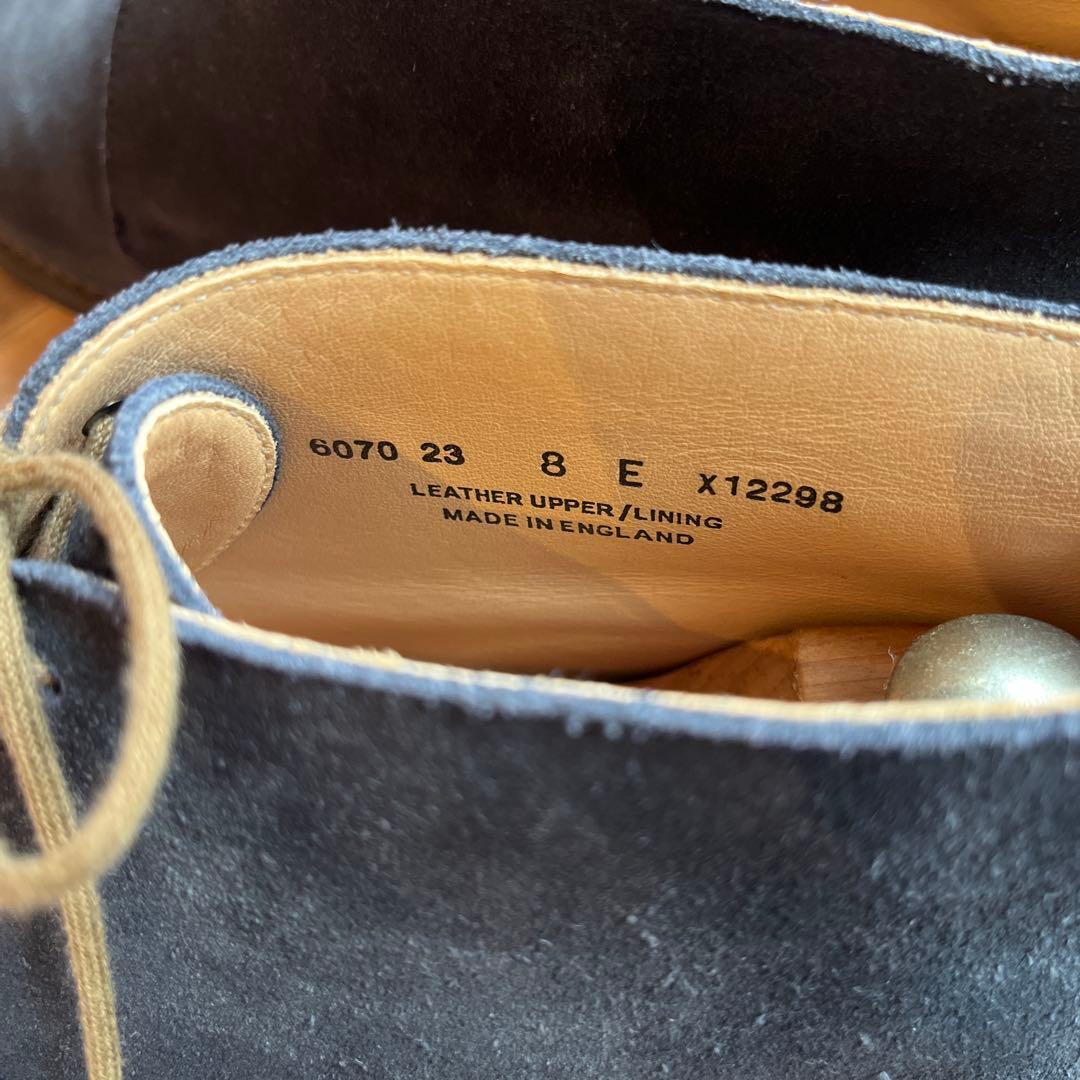 6070 23 8 E X12298
LEATHER UPPER/LINING
MADE IN ENGLAND